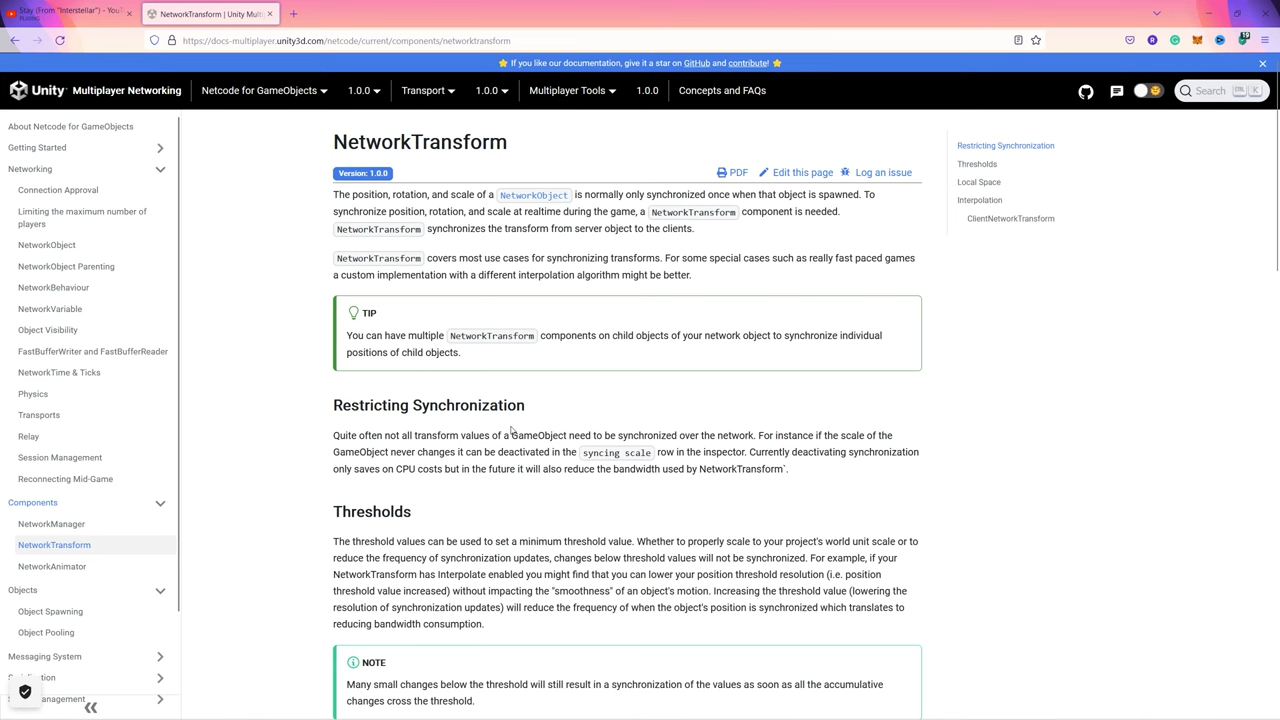 Stay (From "Interstellar") - YouT
PLAYING
NetworkTransform | Unity Multi
https://docs-multiplayer.unity3d.com/netcode/current/components/networktransform
⭐ If you like our documentation, give it a star on GitHub and contribute! ⭐
Unity Multiplayer Networking
Netcode for GameObjects
1.0.0
Transport
1.0.0
Multiplayer Tools
1.0.0
Concepts and FAQs
Search
CTRL K
About Netcode for GameObjects
Getting Started
Networking
Connection Approval
Limiting the maximum number of
players
NetworkObject
NetworkObject Parenting
NetworkBehaviour
NetworkVariable
Object Visibility
FastBufferWriter and FastBufferReader
NetworkTime & Ticks
Physics
Transports
Relay
Session Management
Reconnecting Mid-Game
Components
NetworkManager
NetworkTransform
NetworkAnimator
Objects
Object Spawning
Object Pooling
Messaging System
NetworkTransform
Version: 1.0.0
PDF
Edit this page
Log an issue
The position, rotation, and scale of a NetworkObject is normally only synchronized once when that object is spawned. To
synchronize position, rotation, and scale at realtime during the game, a NetworkTransform component is needed.
NetworkTransform synchronizes the transform from server object to the clients.
NetworkTransform covers most use cases for synchronizing transforms. For some special cases such as really fast paced games
a custom implementation with a different interpolation algorithm might be better.
TIP
You can have multiple NetworkTransform components on child objects of your network object to synchronize individual
positions of child objects.
Restricting Synchronization
Quite often not all transform values of a GameObject need to be synchronized over the network. For instance if the scale of the
GameObject never changes it can be deactivated in the syncing scale row in the inspector. Currently deactivating synchronization
only saves on CPU costs but in the future it will also reduce the bandwidth used by NetworkTransform`.
Thresholds
The threshold values can be used to set a minimum threshold value. Whether to properly scale to your project's world unit scale or to
reduce the frequency of synchronization updates, changes below threshold values will not be synchronized. For example, if your
NetworkTransform has Interpolate enabled you might find that you can lower your position threshold resolution (i.e. position
threshold value increased) without impacting the "smoothness" of an object's motion. Increasing the threshold value (lowering the
resolution of synchronization updates) will reduce the frequency of when the object's position is synchronized which translates to
reducing bandwidth consumption.
NOTE
Many small changes below the threshold will still result in a synchronization of the values as soon as all the accumulative
changes cross the threshold.
Restricting Synchronization
Thresholds
Local Space
Interpolation
ClientNetworkTransform